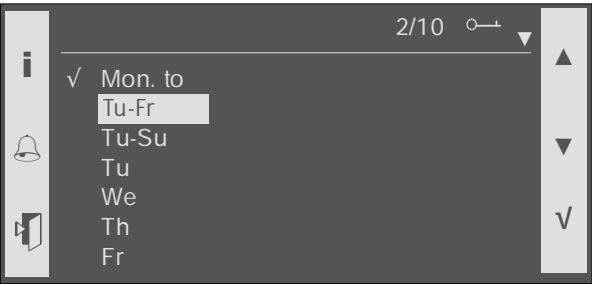 2/10
i
√ Mon. to
Tu-Fr
Tu-Su
Tu
We
Th
Fr
√